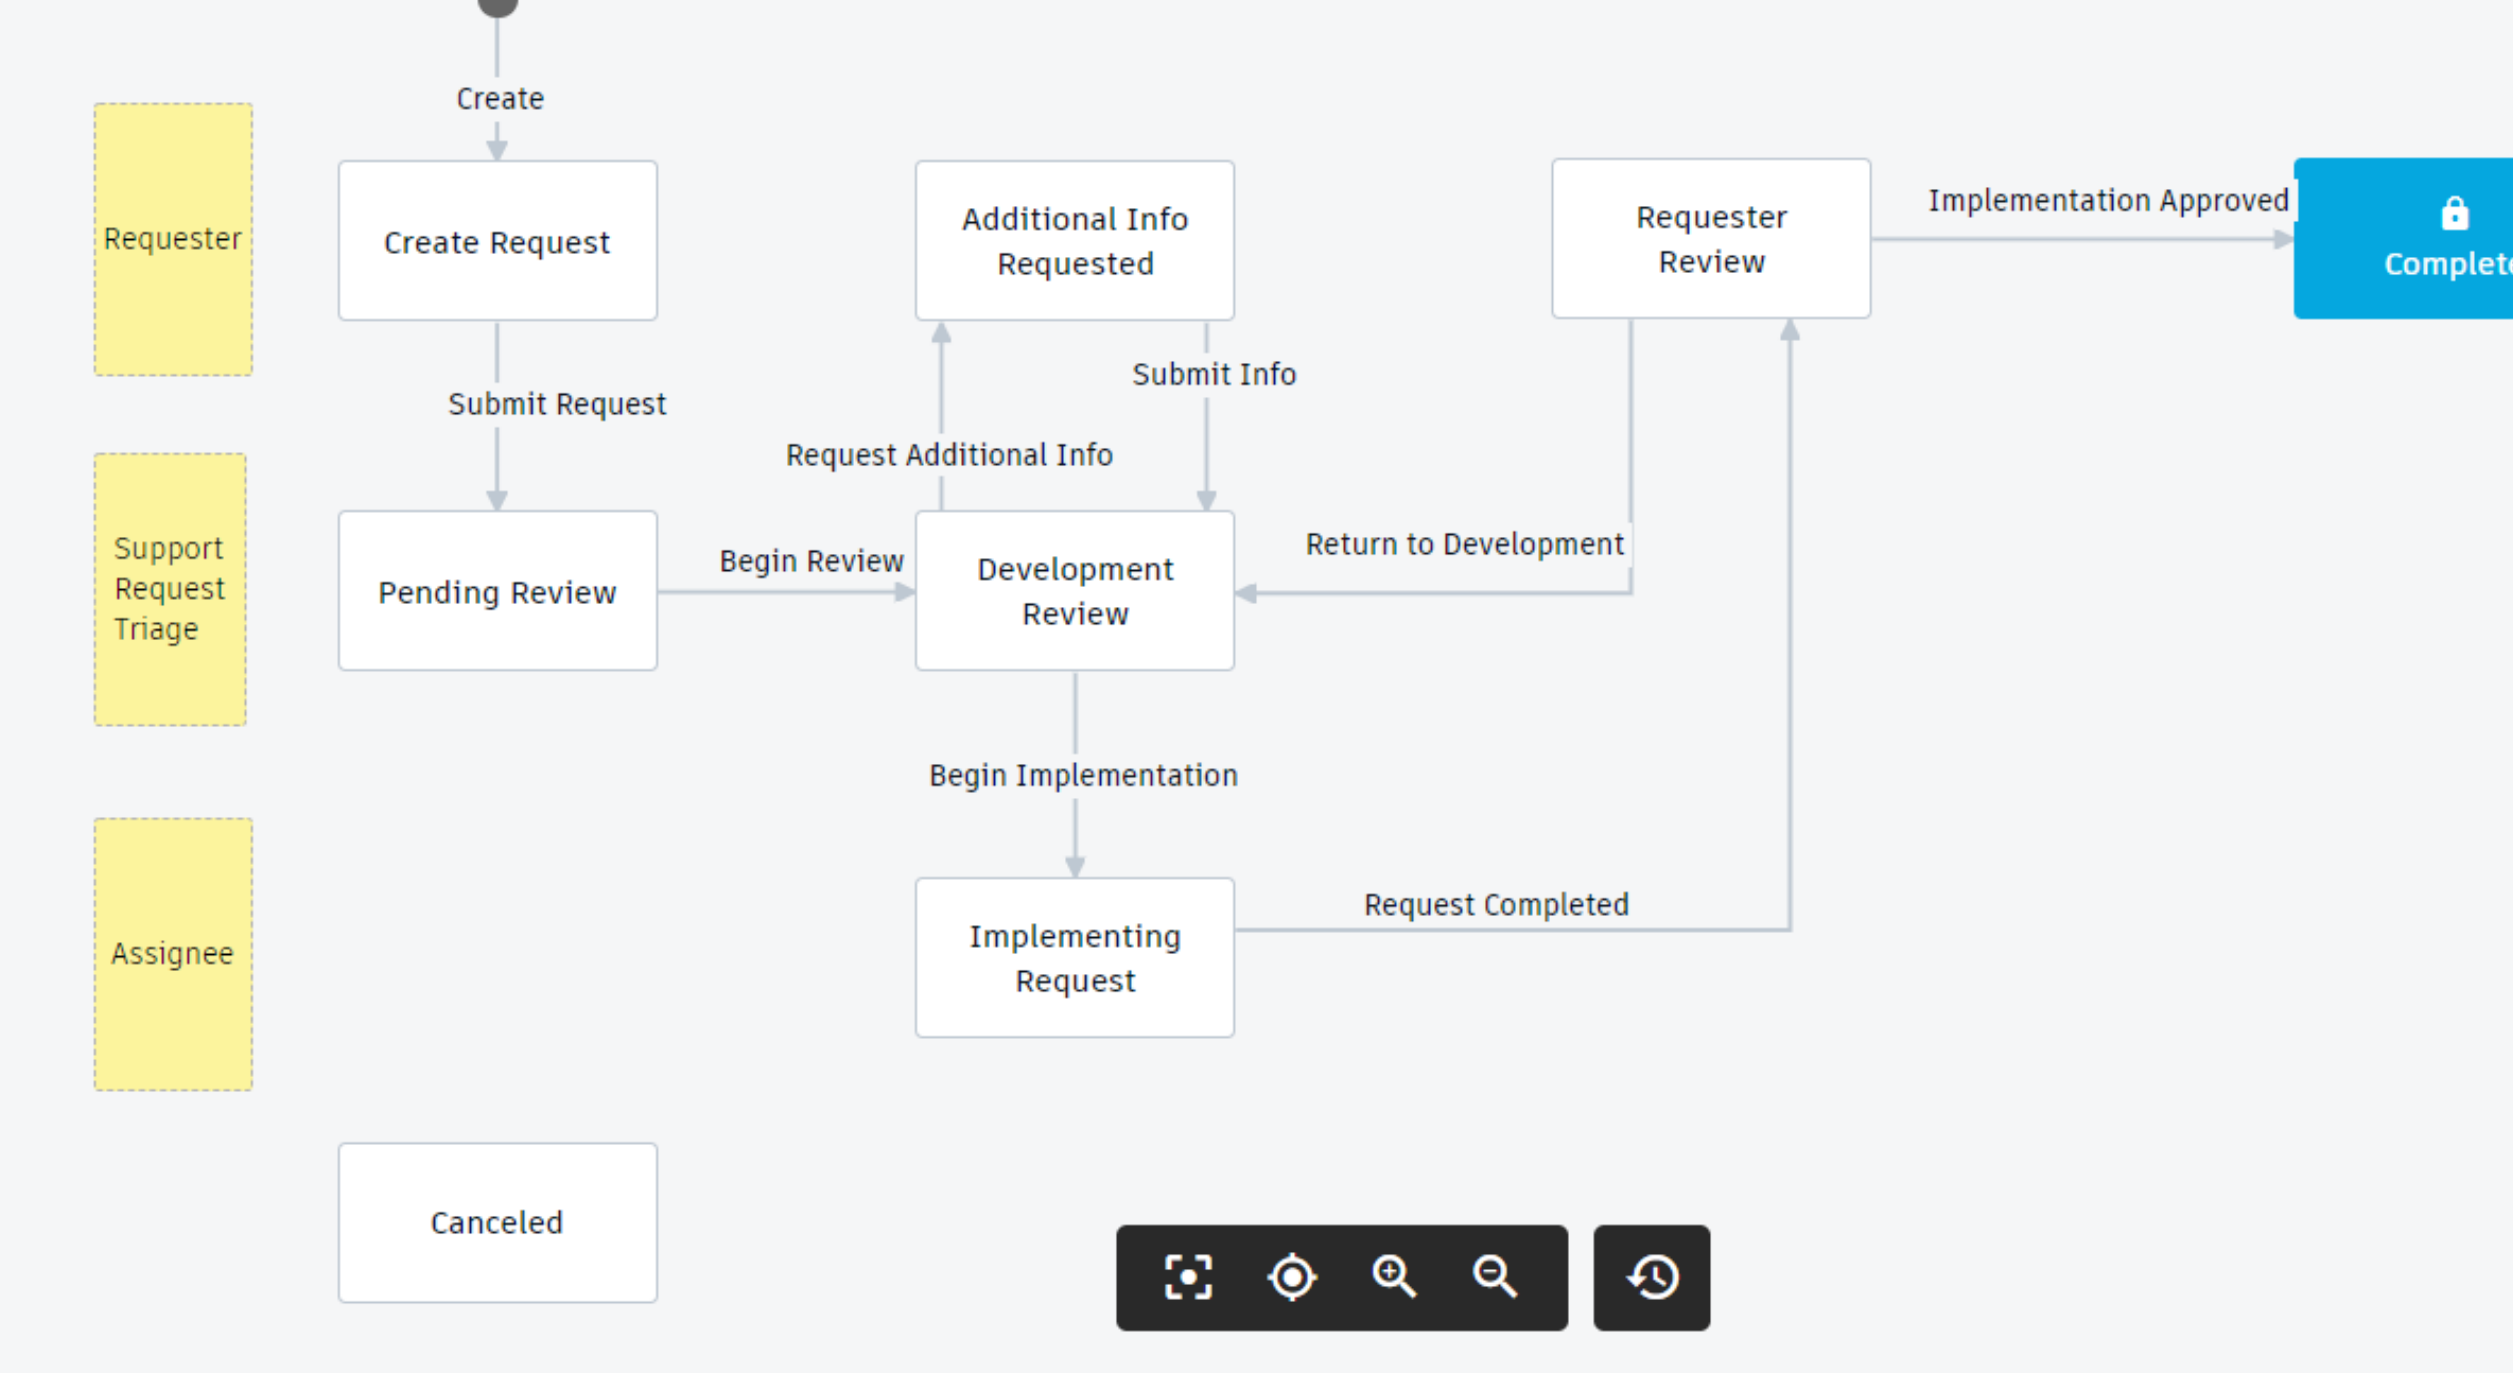 Create
Requester
Create Request
Additional Info
Requested
Requester
Review
Implementation Approved
Submit Request
Submit Info
Request Additional Info
Support
Request
Triage
Pending Review
Begin Review
Development
Review
Return to Development
Begin Implementation
Assignee
Implementing
Request
Request Completed
Canceled